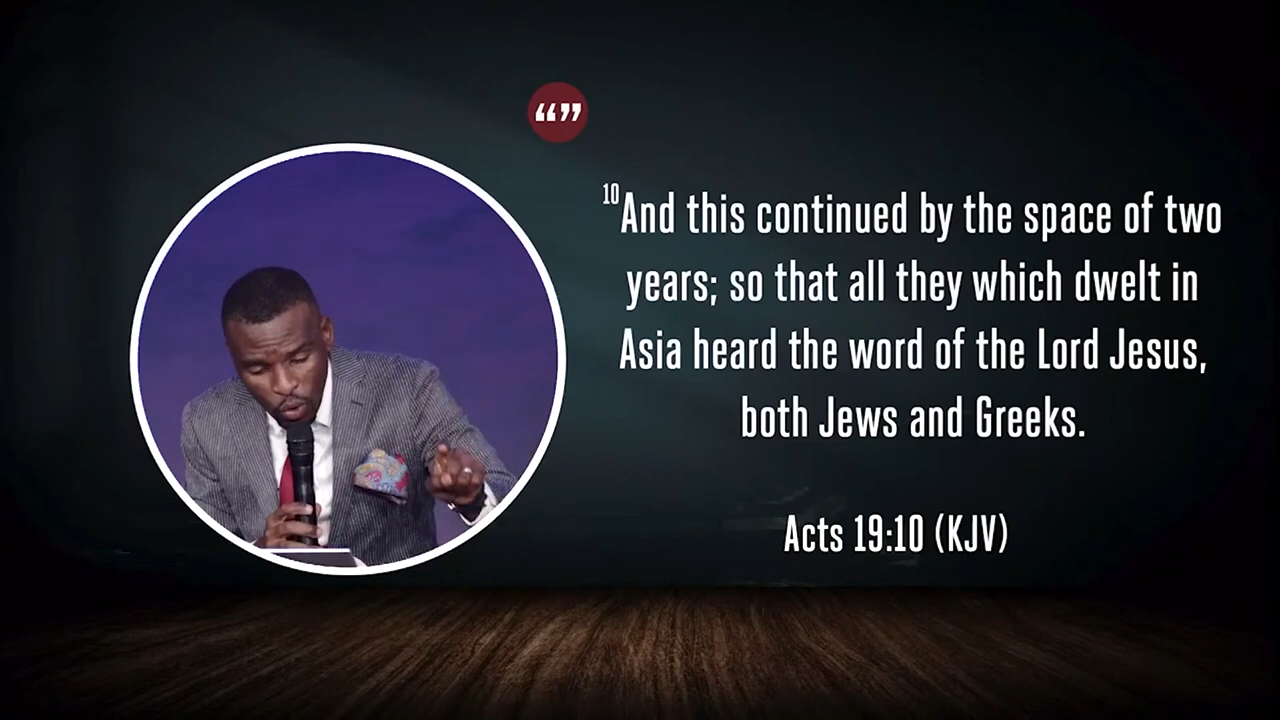 “”
10And this continued by the space of two
years; so that all they which dwelt in
Asia heard the word of the Lord Jesus,
both Jews and Greeks.
Acts 19:10 (KJV)